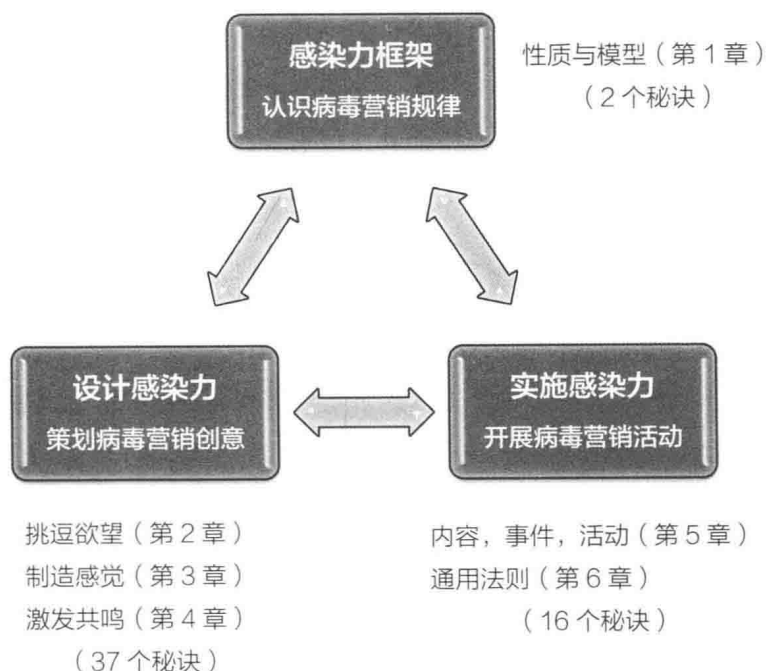 感染力框架
认识病毒营销规律
性质与模型（第1章）
（2个秘诀）
设计感染力
策划病毒营销创意
实施感染力
开展病毒营销活动
挑逗欲望（第2章）
制造感觉（第3章）
激发共鸣（第4章）
（37个秘诀）
内容，事件，活动（第5章）
通用法则（第6章）
（16个秘诀）